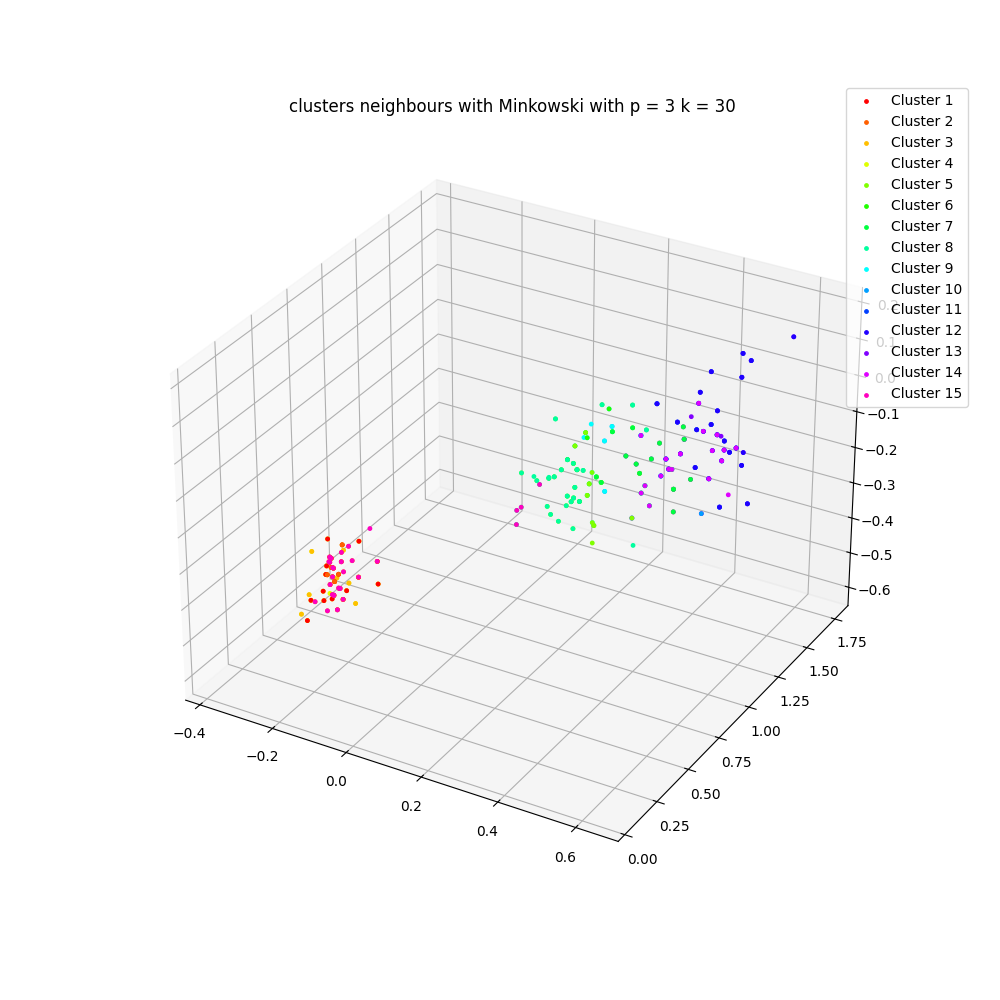 clusters neighbours with Minkowski with p = 3 k = 30
Cluster 1
Cluster 2
Cluster 3
Cluster 4
Cluster 5
Cluster 6
Cluster 7
Cluster 8
Cluster 9
Cluster 10
Cluster 11
Cluster 12
Cluster 13
Cluster 14
Cluster 15
0.2
0.1
0.0
−0.1
−0.2
−0.3
−0.4
−0.5
−0.6
1.75
1.50
1.25
1.00
0.75
0.50
0.25
0.00
−0.4
−0.2
0.0
0.2
0.4
0.6